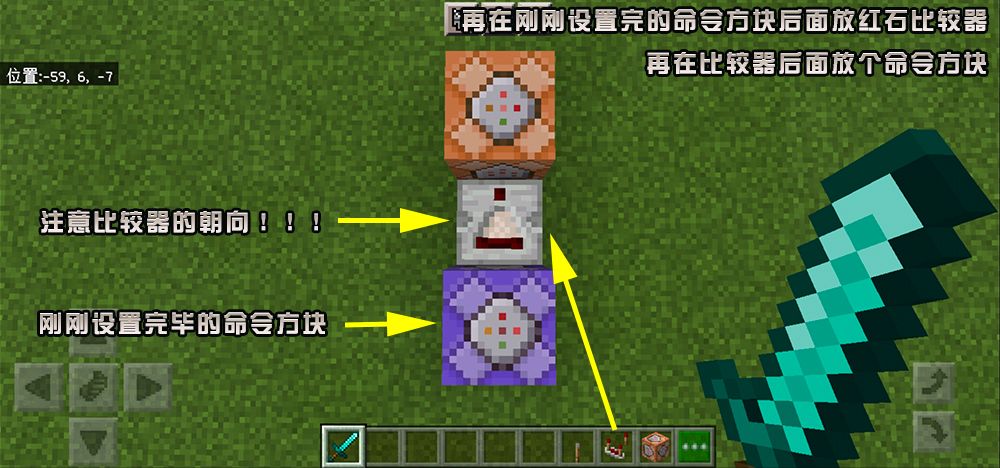 再在刚刚设置完的命令方块后面放红石比较器
再在比较器后面放个命令方块
位置:-59, 6, -7
注意比较器的朝向！！！
刚刚设置完毕的命令方块